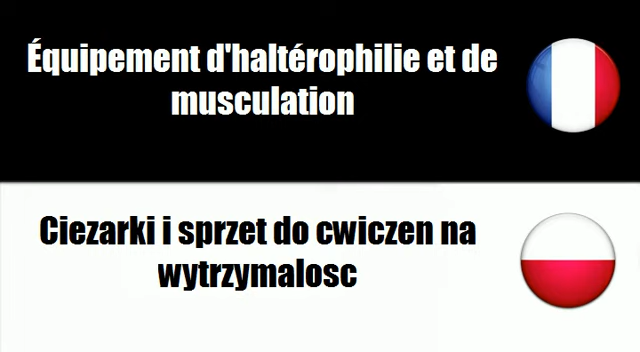 Équipement d'haltérophilie et de
musculation
Ciezarki i sprzet do cwiczen na
wytrzymalosc